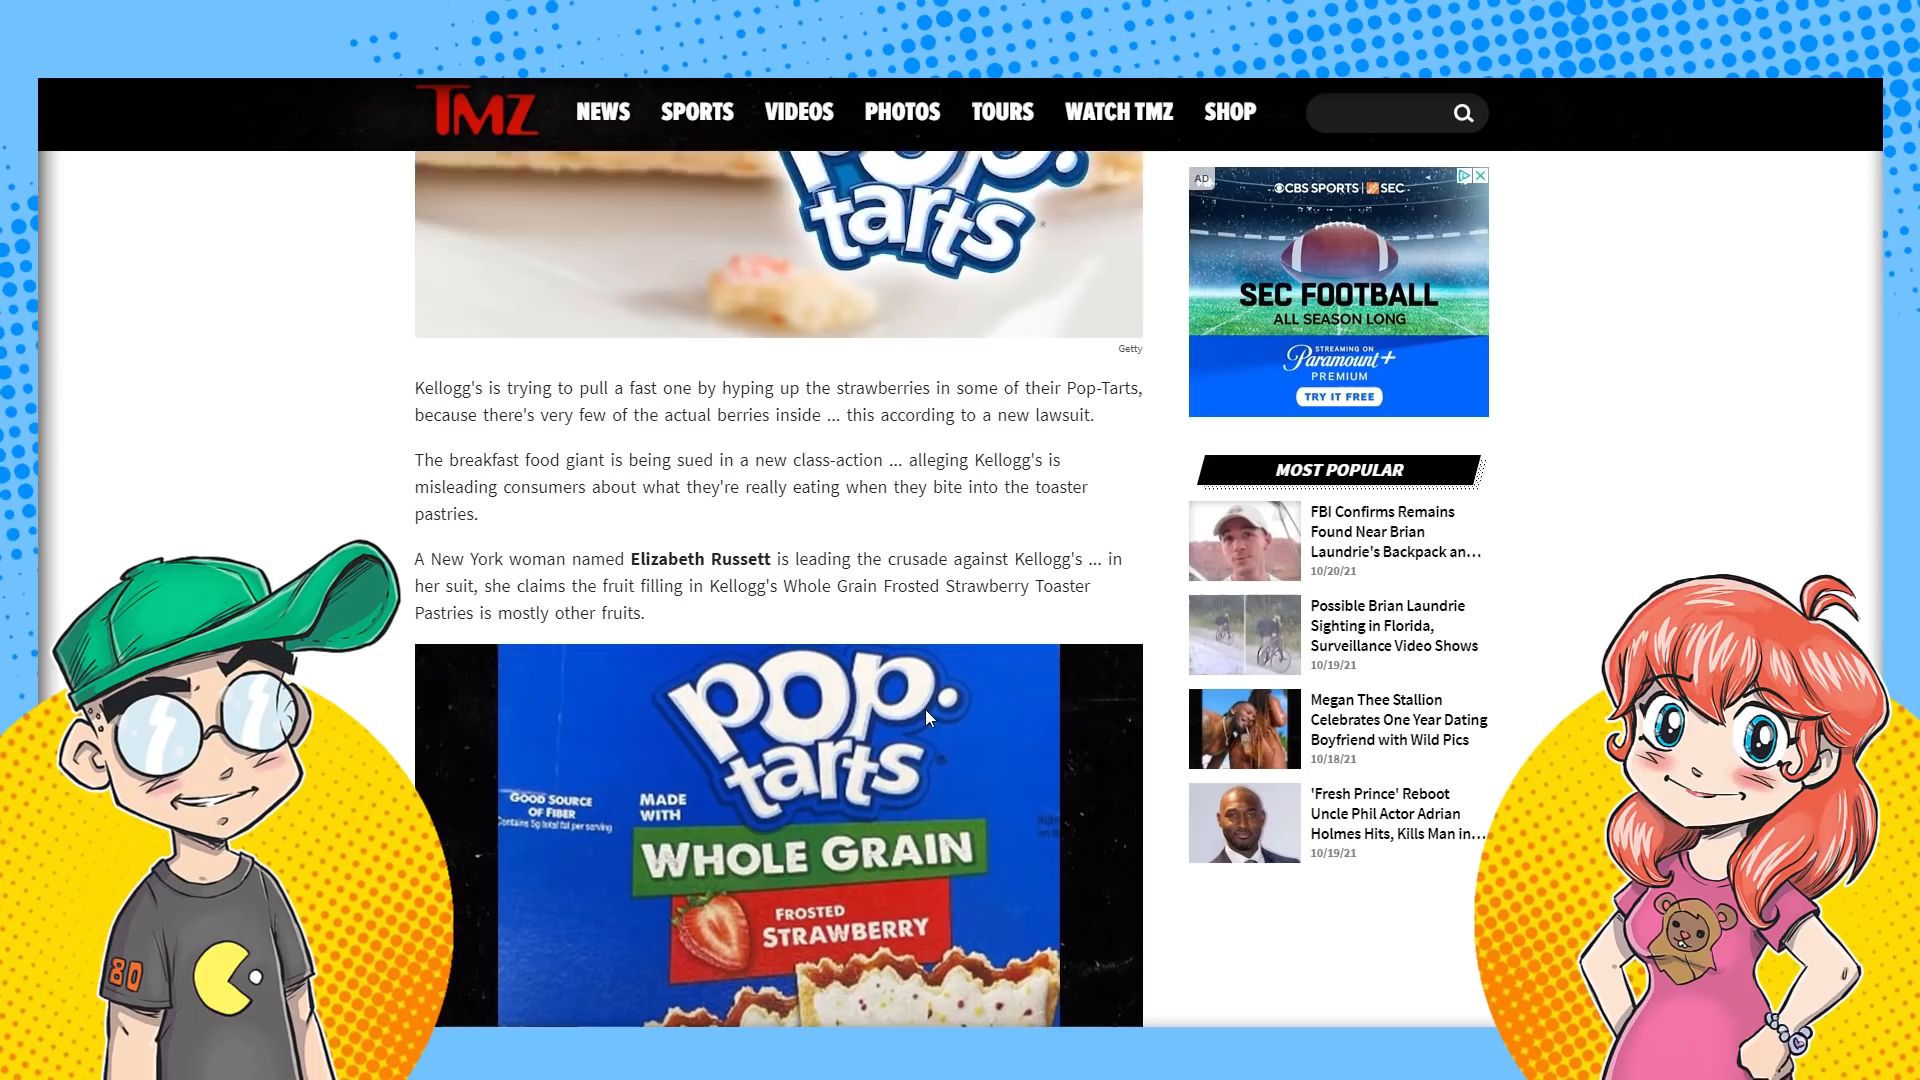 TMZ
NEWS SPORTS VIDEOS PHOTOS TOURS WATCH TMZ SHOP
pop.
tarts
Getty
Kellogg's is trying to pull a fast one by hyping up the strawberries in some of their Pop-Tarts,
because there's very few of the actual berries inside ... this according to a new lawsuit.
The breakfast food giant is being sued in a new class-action ... alleging Kellogg's is
misleading consumers about what they're really eating when they bite into the toaster
pastries.
A New York woman named Elizabeth Russett is leading the crusade against Kellogg's ... in
her suit, she claims the fruit filling in Kellogg's Whole Grain Frosted Strawberry Toaster
Pastries is mostly other fruits.
pop.
tarts
GOOD SOURCE
OF FIBER
Contains 5g total fat per serving
MADE
WITH
WHOLE GRAIN
FROSTED
STRAWBERRY
AD
CBS SPORTS | SEC
SEC FOOTBALL
ALL SEASON LONG
STREAMING ON
Paramount+
PREMIUM
TRY IT FREE
MOST POPULAR
FBI Confirms Remains
Found Near Brian
Laundrie's Backpack an...
10/20/21
Possible Brian Laundrie
Sighting in Florida,
Surveillance Video Shows
10/19/21
Megan Thee Stallion
Celebrates One Year Dating
Boyfriend with Wild Pics
10/18/21
'Fresh Prince' Reboot
Uncle Phil Actor Adrian
Holmes Hits, Kills Man in...
10/19/21
80